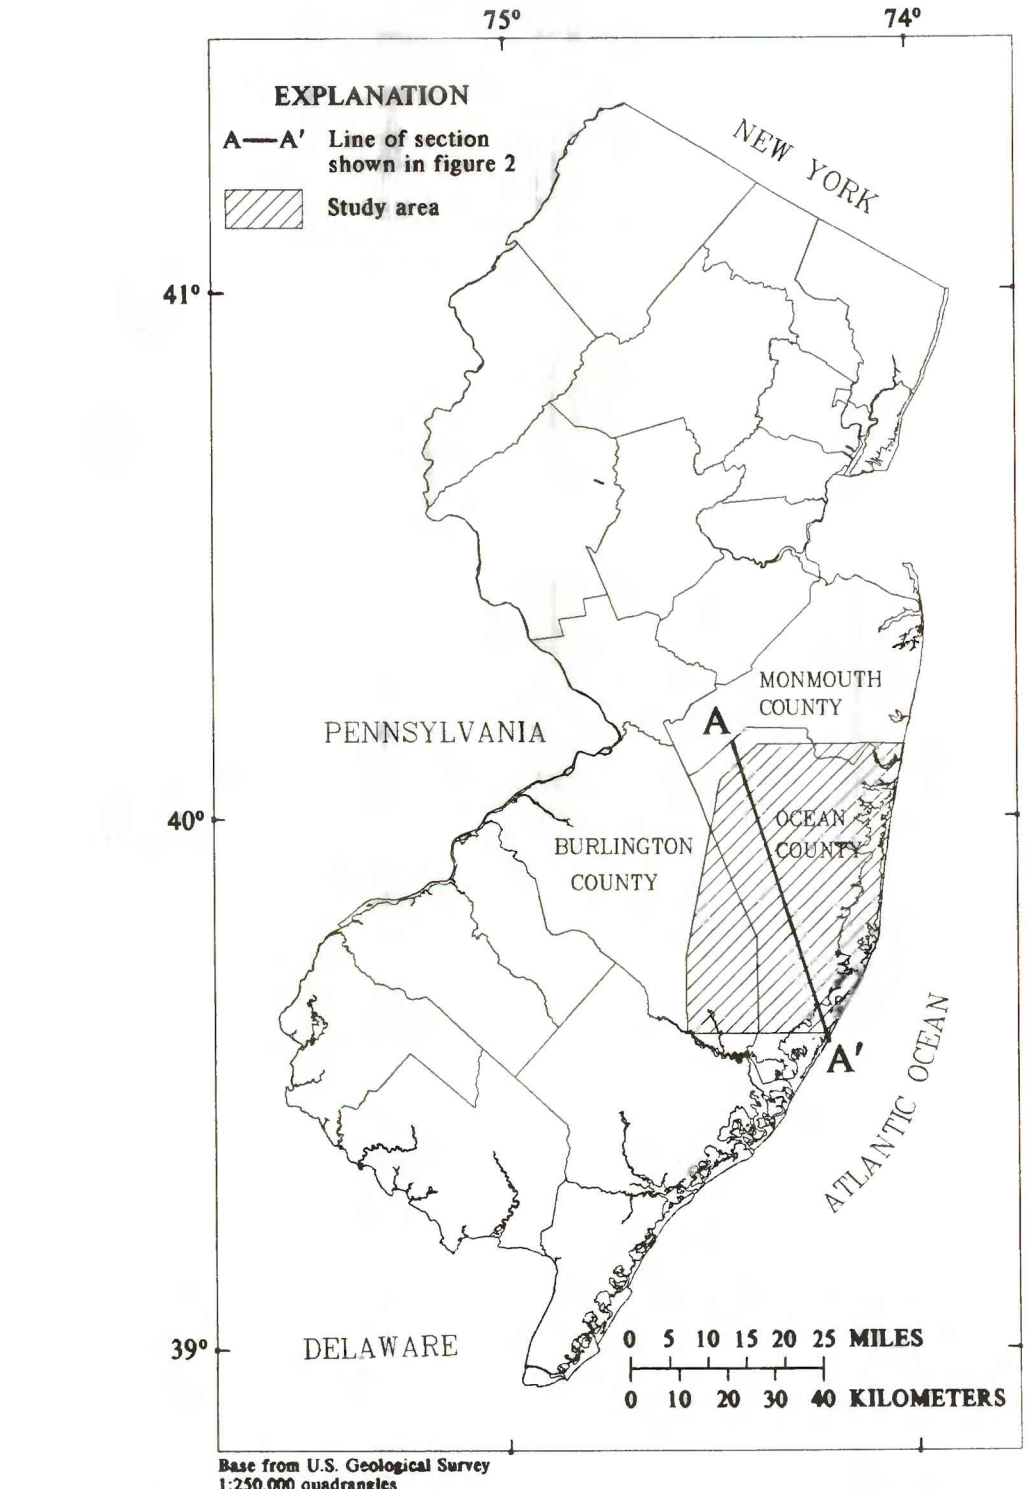 75° 74°
EXPLANATION
A—A' Line of section
shown in figure 2
Study area
NEW YORK
41°
MONMOUTH
COUNTY
A
PENNSYLVANIA
40°
OCEAN
COUNTY
BURLINGTON
COUNTY
A'
ATLANTIC OCEAN
DELAWARE
39°
0 5 10 15 20 25 MILES
0 10 20 30 40 KILOMETERS
Base from U.S. Geological Survey
1:250,000 quadrangles